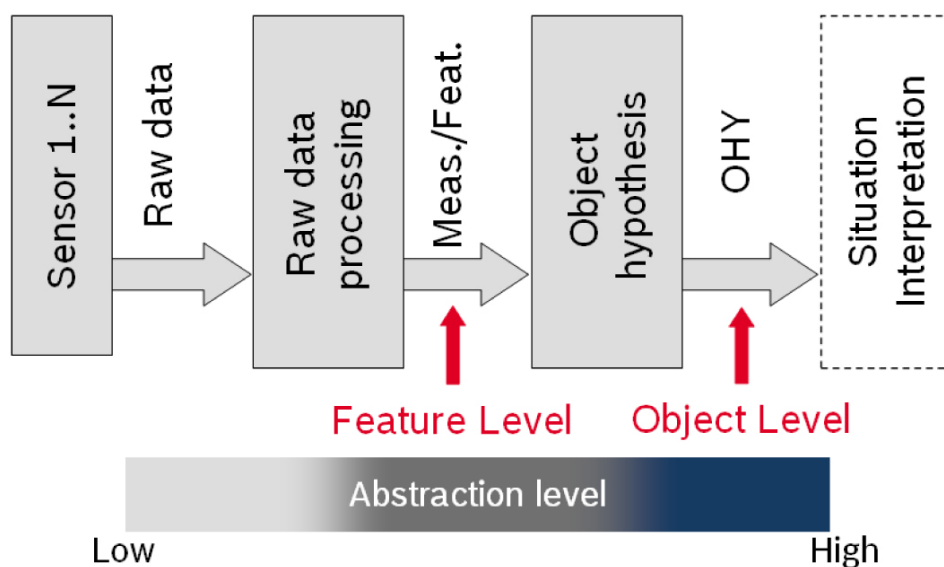 Sensor 1..N
Raw data
Raw data
processing
Meas./Feat.
Object
hypothesis
OHY
Situation
Interpretation
Feature Level
Object Level
Abstraction level
Low
High